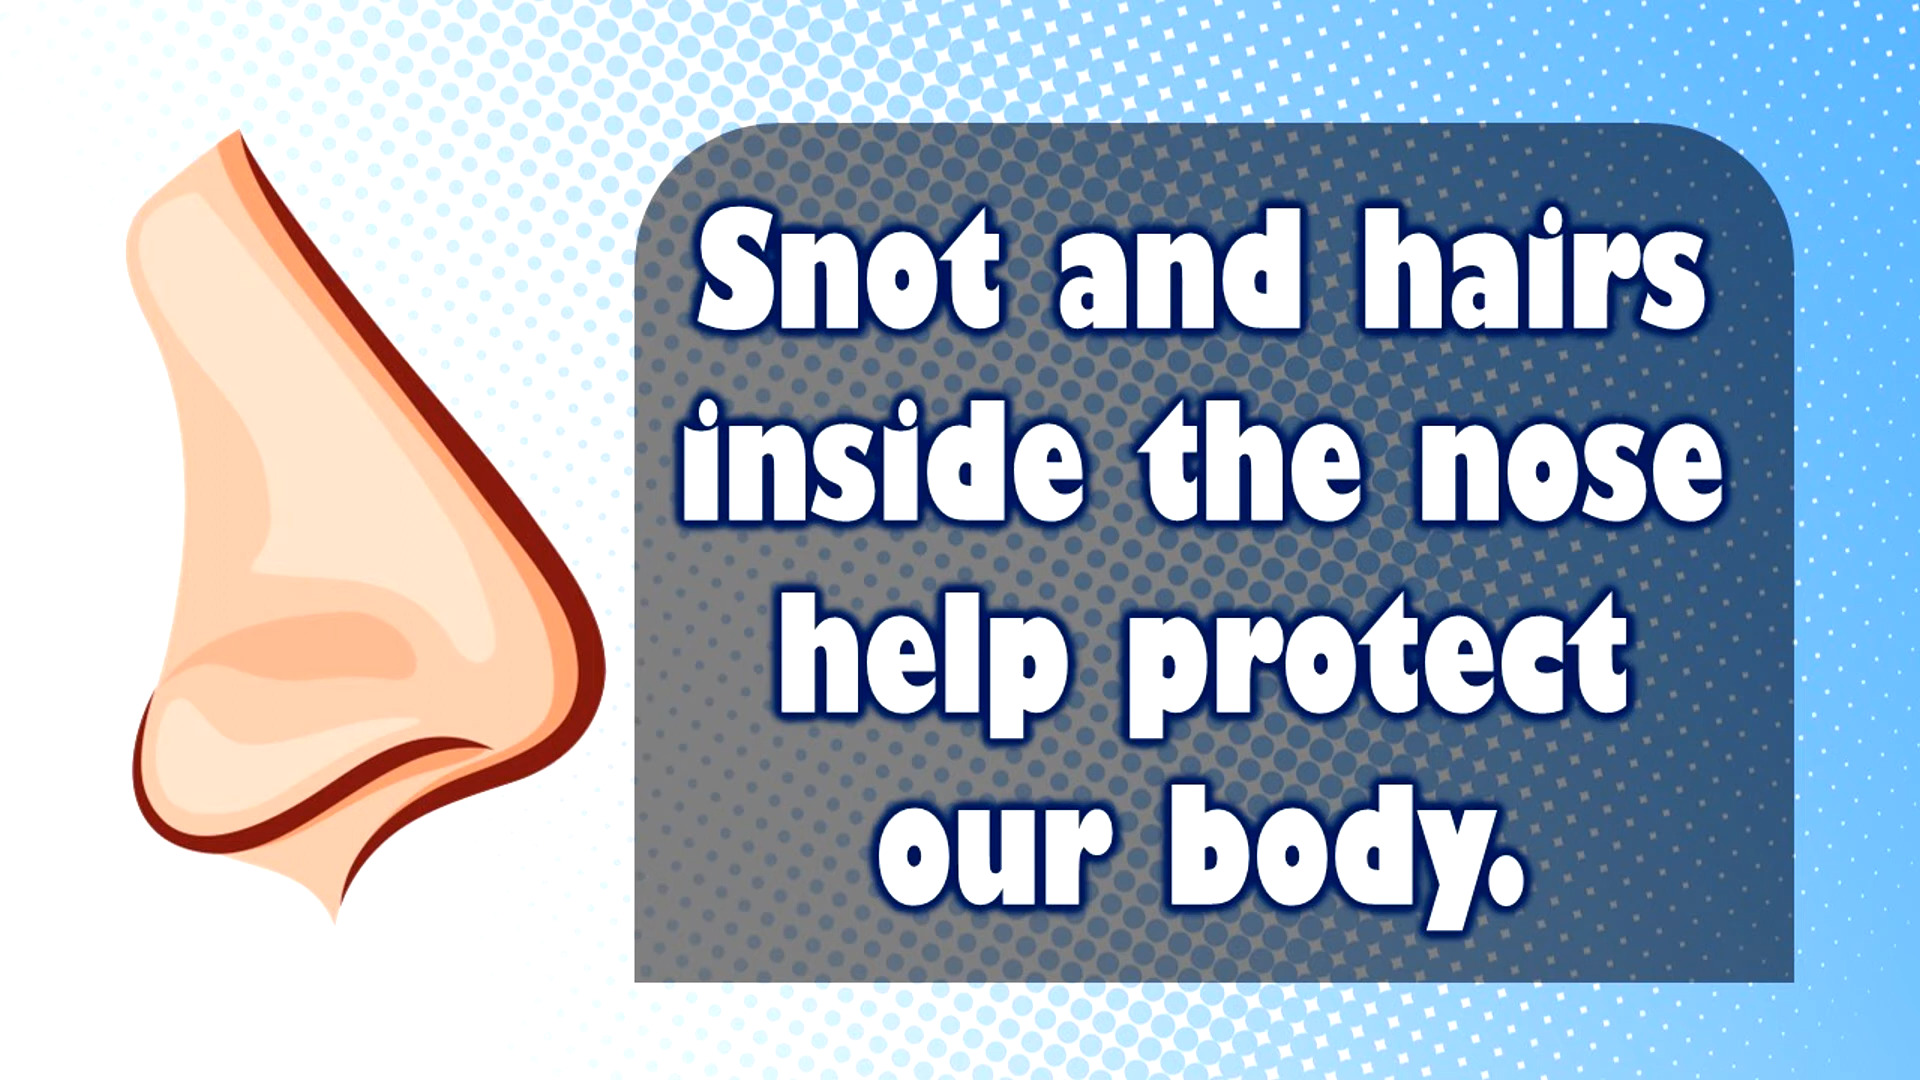 Snot and hairs
inside the nose
help protect
our body.